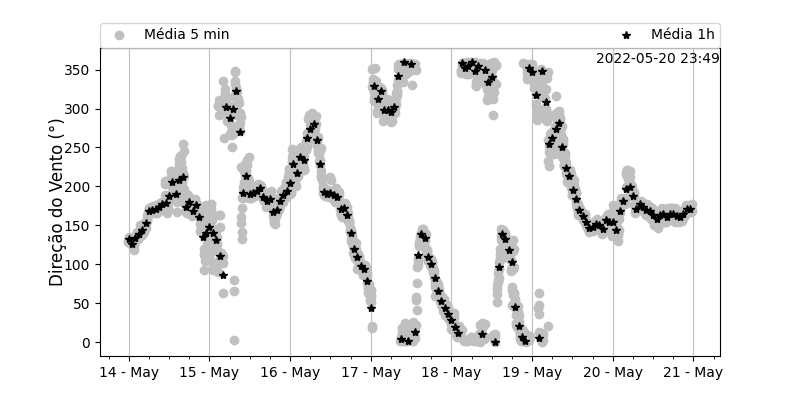 Média 5 min
Média 1h
2022-05-20 23:49
Direção do Vento (°)
350
300
250
200
150
100
50
0
14 - May
15 - May
16 - May
17 - May
18 - May
19 - May
20 - May
21 - May